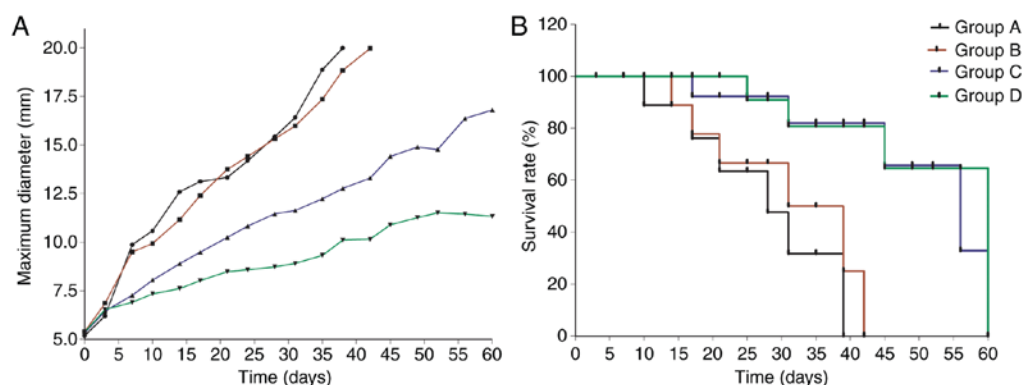 A
Maximum diameter (mm)
20.0
17.5
15.0
12.5
10.0
7.5
5.0
0 5 10 15 20 25 30 35 40 45 50 55 60
Time (days)
B
Survival rate (%)
120
100
80
60
40
20
0
0 5 10 15 20 25 30 35 40 45 50 55 60
Time (days)
Group A
Group B
Group C
Group D